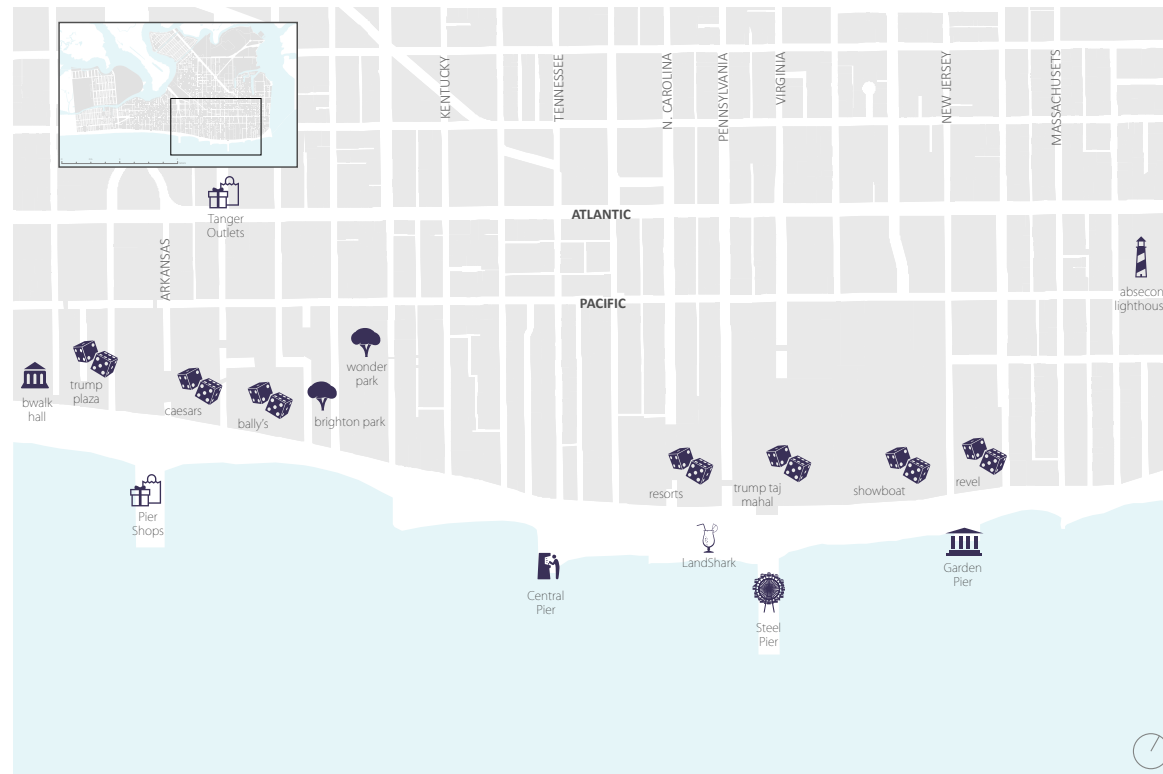 KENTUCKY
TENNESSEE
N. CAROLINA
PENNSYLVANIA
VIRGINIA
NEW JERSEY
MASSACHUSETS
Tanger
Outlets
ATLANTIC
ARKANSAS
PACIFIC
absecon
lighthous
wonder
park
trump
plaza
bwalk
hall
caesars
bally's
brighton park
resorts
trump taj
mahal
showboat
revel
Pier
Shops
LandShark
Central
Pier
Garden
Pier
Steel
Pier